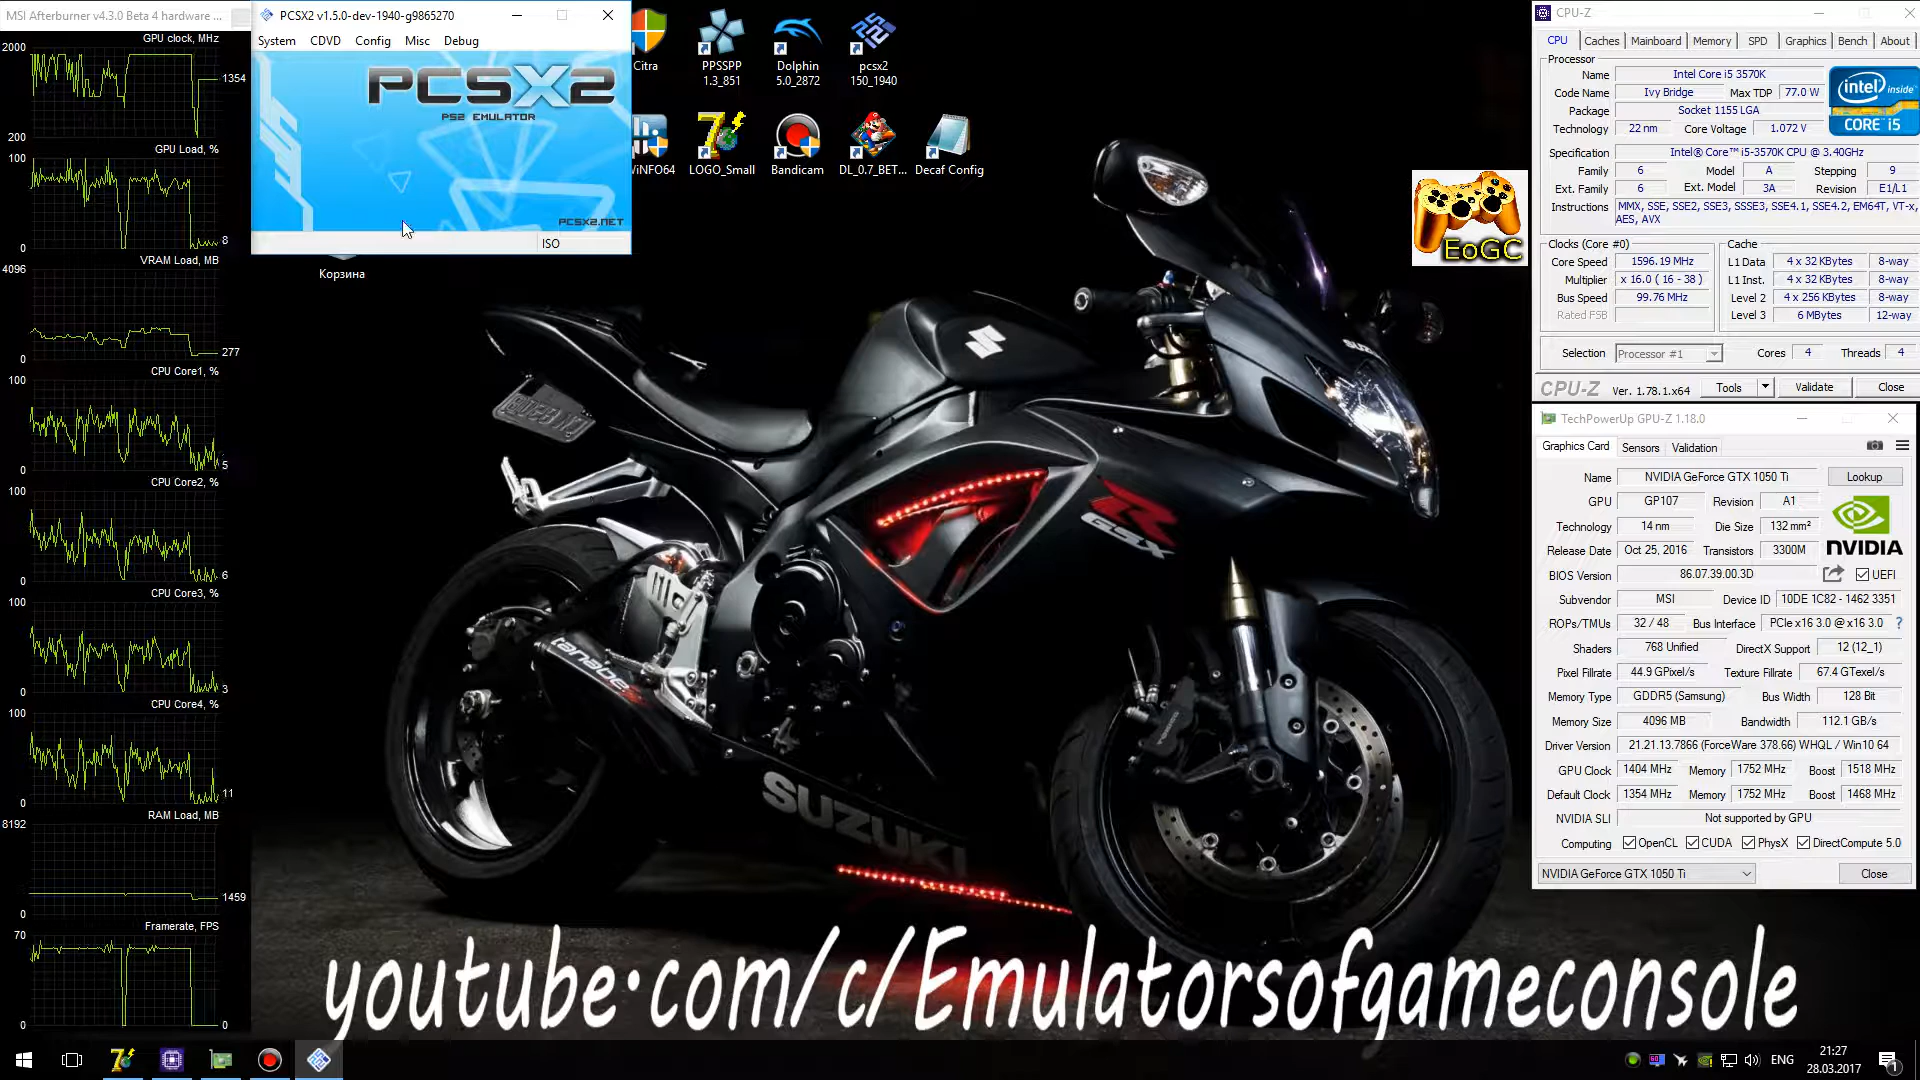 MSI Afterburner v4.3.0 Beta 4 hardware ...
GPU clock, MHz
2000
1354
200
GPU Load, %
100
8
0
VRAM Load, MB
4096
277
0
CPU Core1, %
100
5
0
CPU Core2, %
100
6
0
CPU Core3, %
100
3
0
CPU Core4, %
100
11
0
RAM Load, MB
8192
1459
0
Framerate, FPS
70
0
0
PCSX2 v1.5.0-dev-1940-g9865270
System CDVD Config Misc Debug
PCSX2
PS2 EMULATOR
PCSX2.NET
ISO
Корзина
Citra
PPSSPP
1.3_851
Dolphin
5.0_2872
pcsx2
150_1940
LOGO_Small
Bandicam
DL_0.7_BET...
Decaf Config
EoGC
SUZUKI
GSX
R
youtube.com/c/Emulatorsofgameconsole
CPU-Z
CPU Caches Mainboard Memory SPD Graphics Bench About
Processor
Name Intel Core i5 3570K
Code Name Ivy Bridge Max TDP 77.0 W
Package Socket 1155 LGA
Technology 22 nm Core Voltage 1.072 V
intel inside
CORE i5
Specification Intel® Core™ i5-3570K CPU @ 3.40GHz
Family 6 Model A Stepping 9
Ext. Family 6 Ext. Model 3A Revision E1/L1
Instructions MMX, SSE, SSE2, SSE3, SSSE3, SSE4.1, SSE4.2, EM64T, VT-x,
AES, AVX
Clocks (Core #0) Cache
Core Speed 1596.19 MHz L1 Data 4 x 32 KBytes 8-way
Multiplier x 16.0 ( 16 - 38 ) L1 Inst. 4 x 32 KBytes 8-way
Bus Speed 99.76 MHz Level 2 4 x 256 KBytes 8-way
Rated FSB Level 3 6 MBytes 12-way
Selection Processor #1 Cores 4 Threads 4
CPU-Z Ver. 1.78.1.x64 Tools Validate Close
TechPowerUp GPU-Z 1.18.0
Graphics Card Sensors Validation
Name NVIDIA GeForce GTX 1050 Ti Lookup
GPU GP107 Revision A1
Technology 14 nm Die Size 132 mm²
Release Date Oct 25, 2016 Transistors 3300M
NVIDIA
BIOS Version 86.07.39.00.3D UEFI
Subvendor MSI Device ID 10DE 1C82 - 1462 3351
ROPs/TMUs 32 / 48 Bus Interface PCIe x16 3.0 @ x16 3.0 ?
Shaders 768 Unified DirectX Support 12 (12_1)
Pixel Fillrate 44.9 GPixel/s Texture Fillrate 67.4 GTexel/s
Memory Type GDDR5 (Samsung) Bus Width 128 Bit
Memory Size 4096 MB Bandwidth 112.1 GB/s
Driver Version 21.21.13.7866 (ForceWare 378.66) WHQL / Win10 64
GPU Clock 1404 MHz Memory 1752 MHz Boost 1518 MHz
Default Clock 1354 MHz Memory 1752 MHz Boost 1468 MHz
NVIDIA SLI Not supported by GPU
Computing OpenCL CUDA PhysX DirectCompute 5.0
NVIDIA GeForce GTX 1050 Ti Close
ENG
21:27
28.03.2017
1